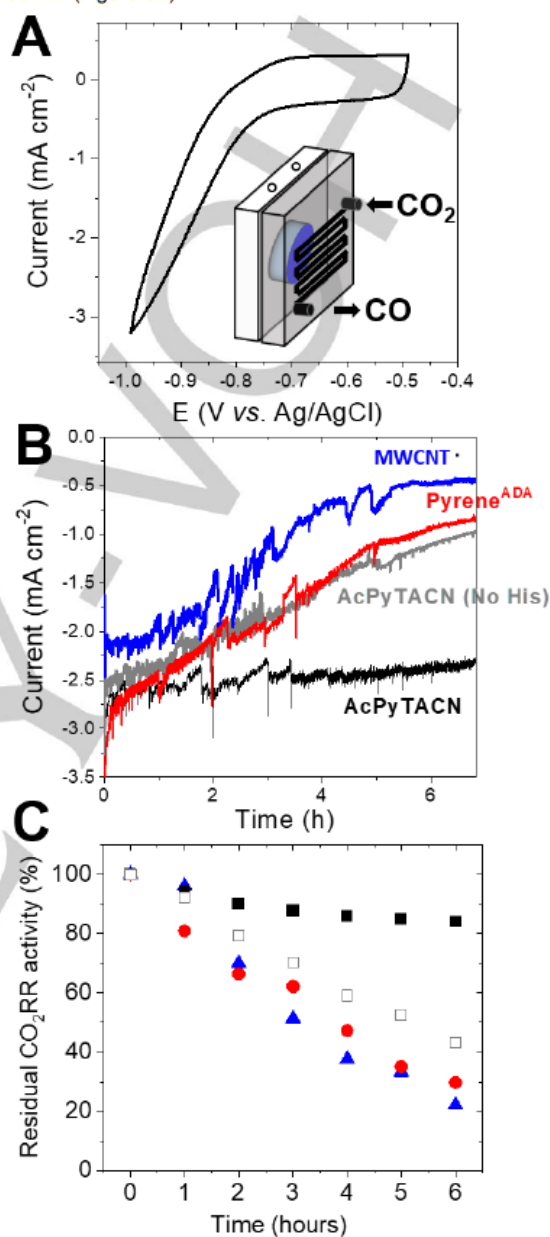 A
Current (mA cm-2)
0
-1
-2
-3
CO2
CO
-1.0 -0.9 -0.8 -0.7 -0.6 -0.5 -0.4
E (V vs. Ag/AgCl)
B
Current (mA cm-2)
0.0
-0.5
-1.0
-1.5
-2.0
-2.5
-3.0
-3.5
MWCNT
PyreneADA
AcPyTACN (No His)
AcPyTACN
0 2 4 6
Time (h)
C
Residual CO2RR activity (%)
100
80
60
40
20
0
0 1 2 3 4 5 6
Time (hours)